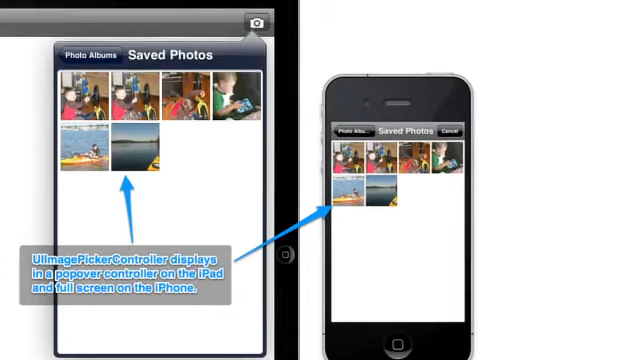 Photo Albums
Saved Photos
Photo Albu...
Saved Photos
Cancel
UIImagePickerController displays
in a popover controller on the iPad
and full screen on the iPhone.